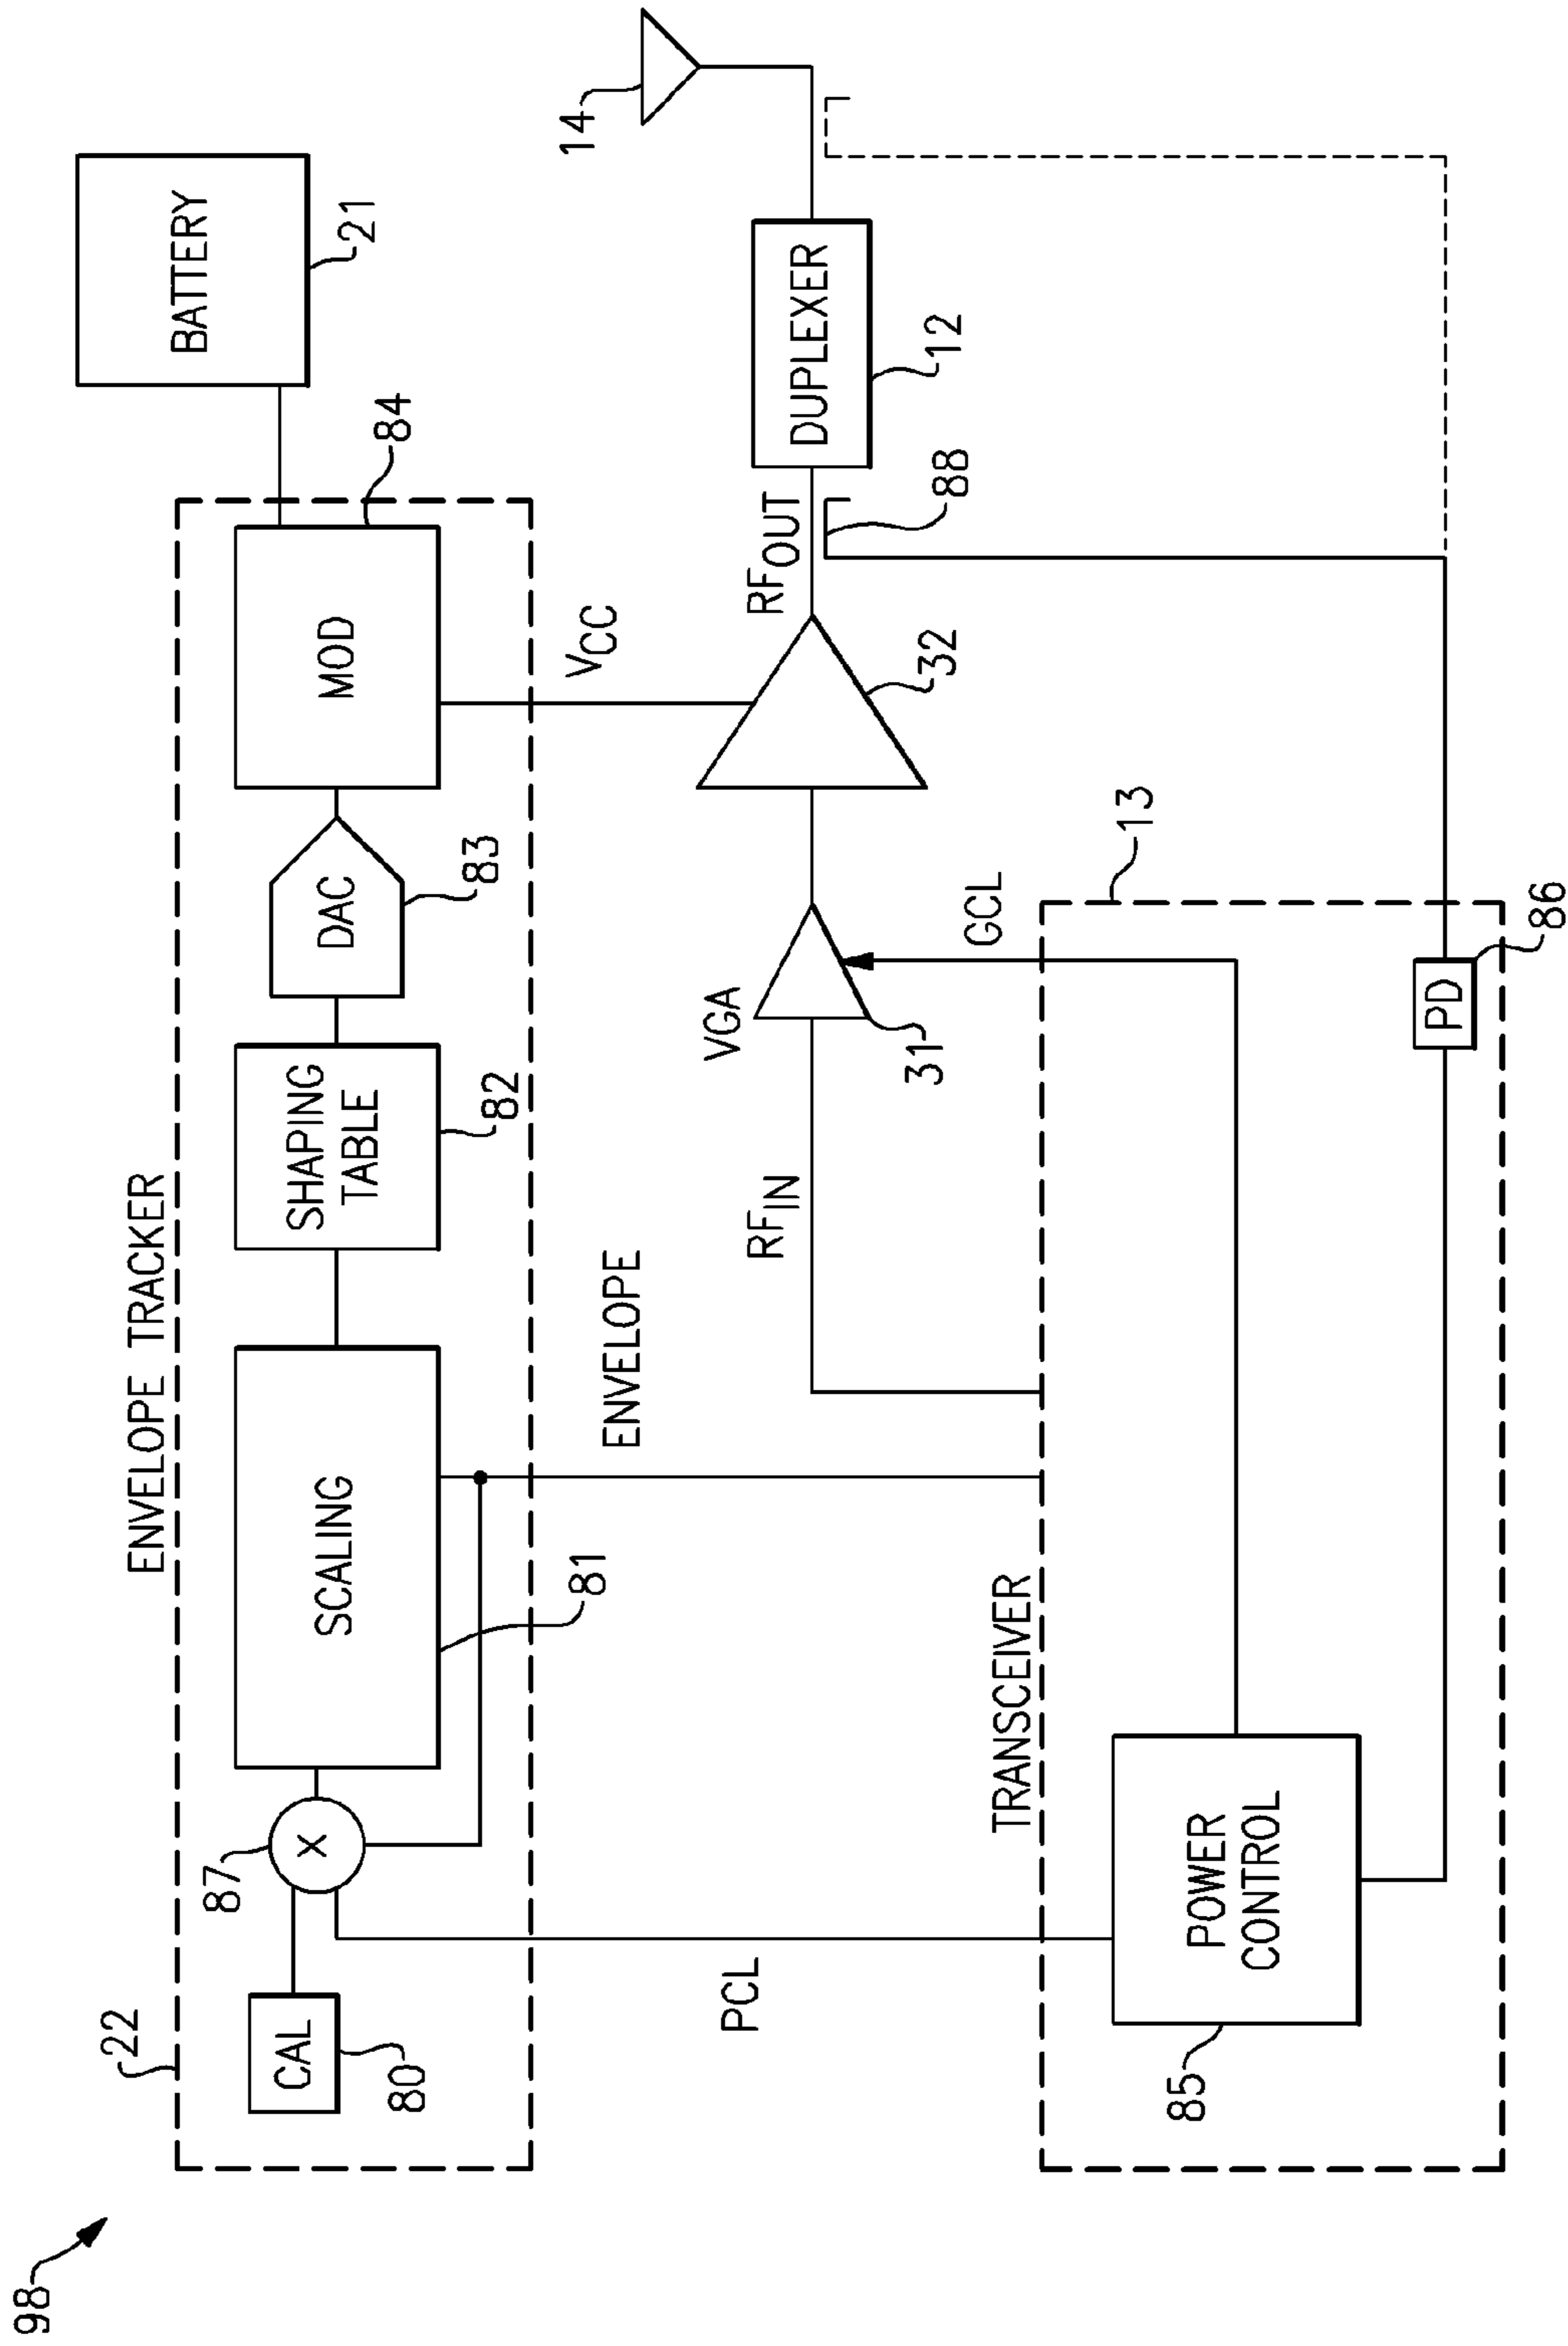 98
22
ENVELOPE TRACKER
BATTERY
21
CAL
80
87
X
SCALING
81
SHAPING
TABLE
82
DAC
83
MOD
84
PCL
ENVELOPE
VCC
RFIN
VGA
31
GCL
32
RFOUT
88
DUPLEXER
12
14
TRANSCEIVER
13
POWER
CONTROL
85
PD
86